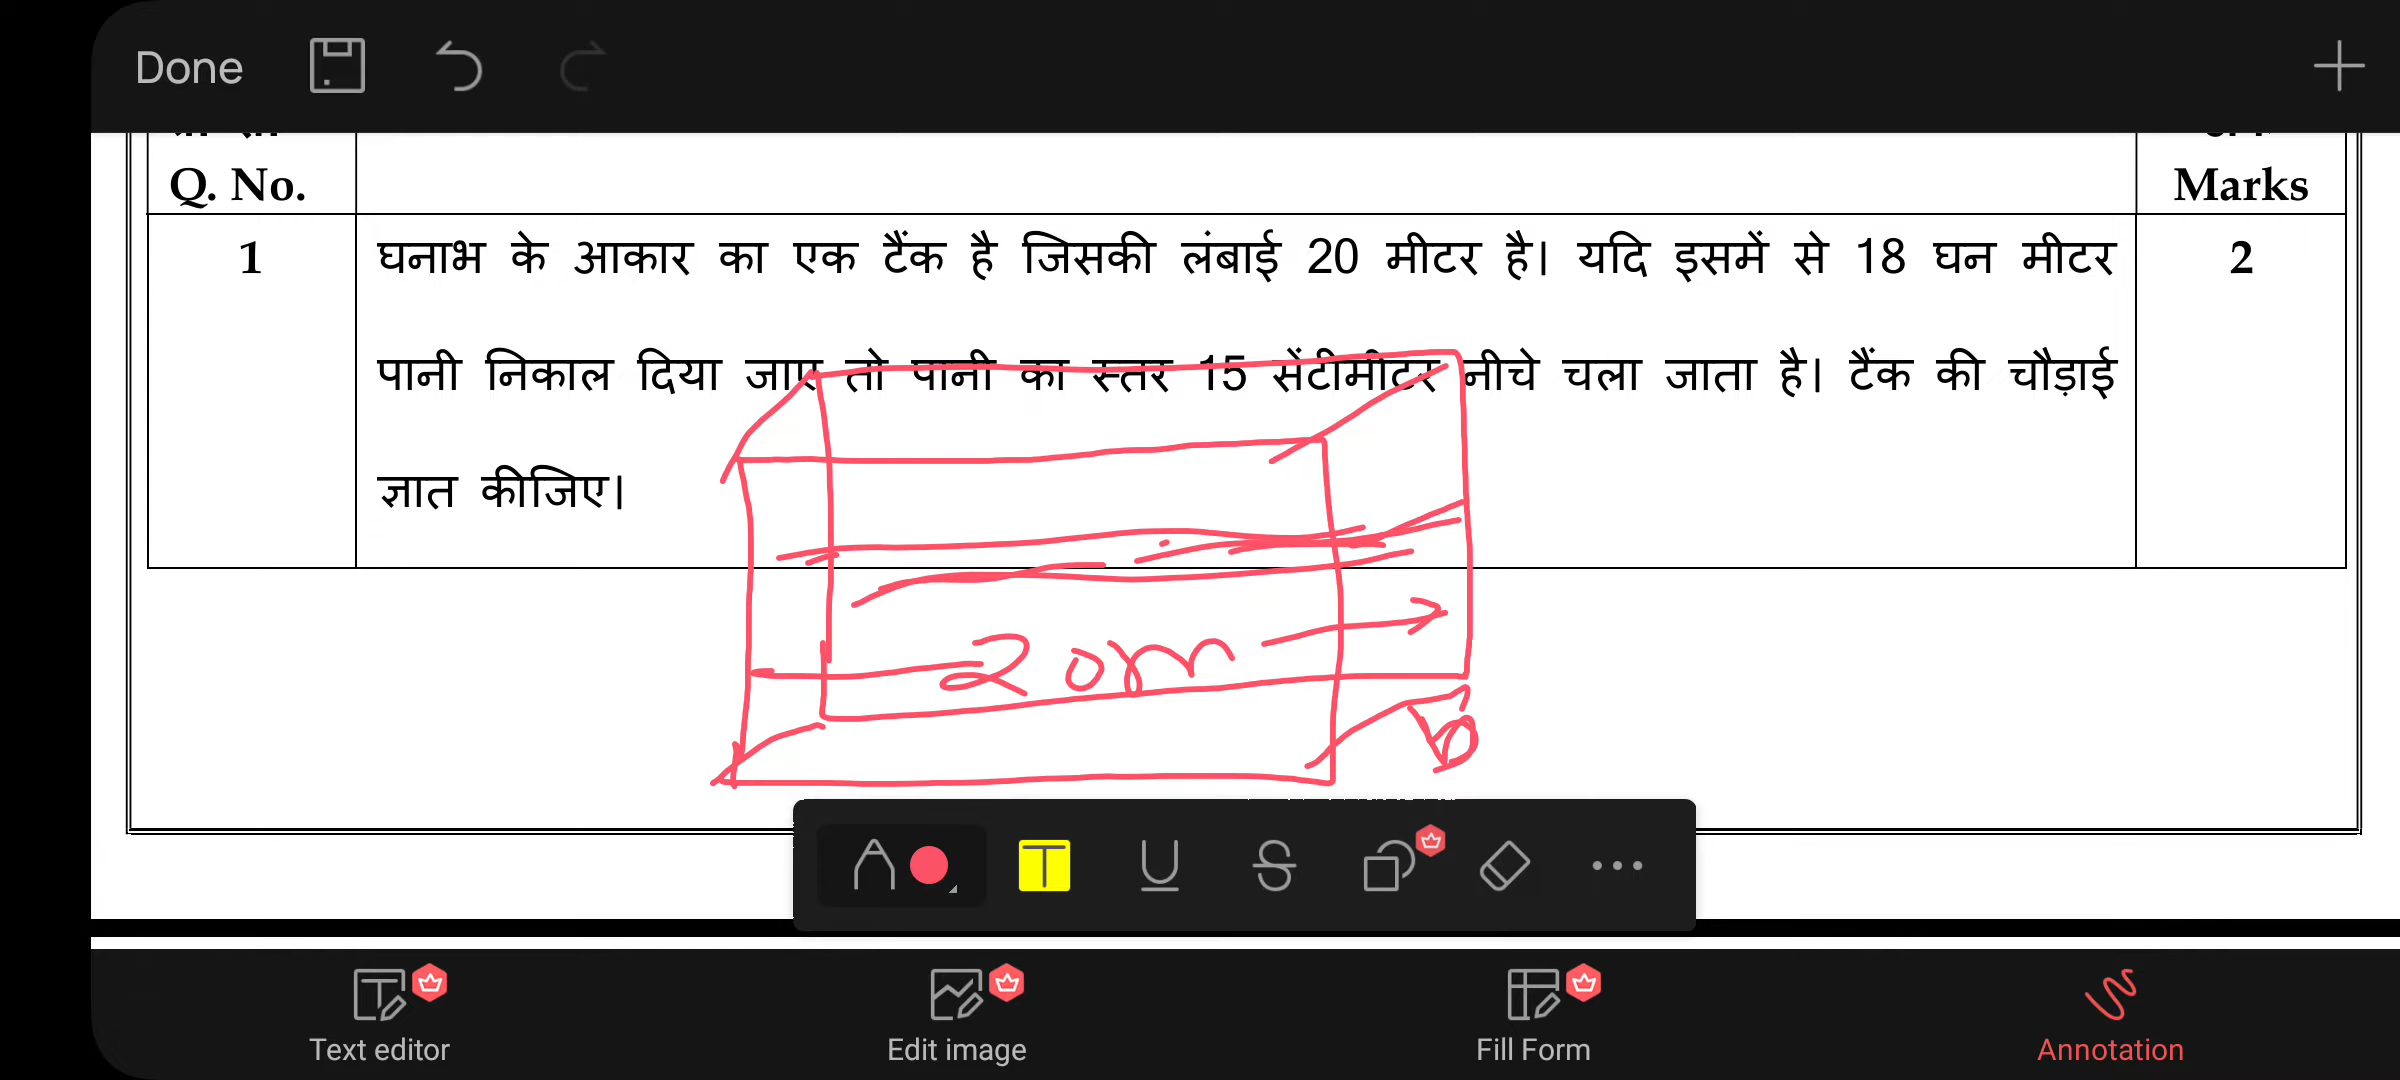 Done
Q. No.
Marks
1
घनाभ के आकार का एक टैंक है जिसकी लंबाई 20 मीटर है। यदि इसमें से 18 घन मीटर
2
पानी निकाल दिया जाए तो पानी का स्तर 15 सेंटीमीटर नीचे चला जाता है। टैंक की चौड़ाई
ज्ञात कीजिए।
20m
b
Text editor
Edit image
Fill Form
Annotation